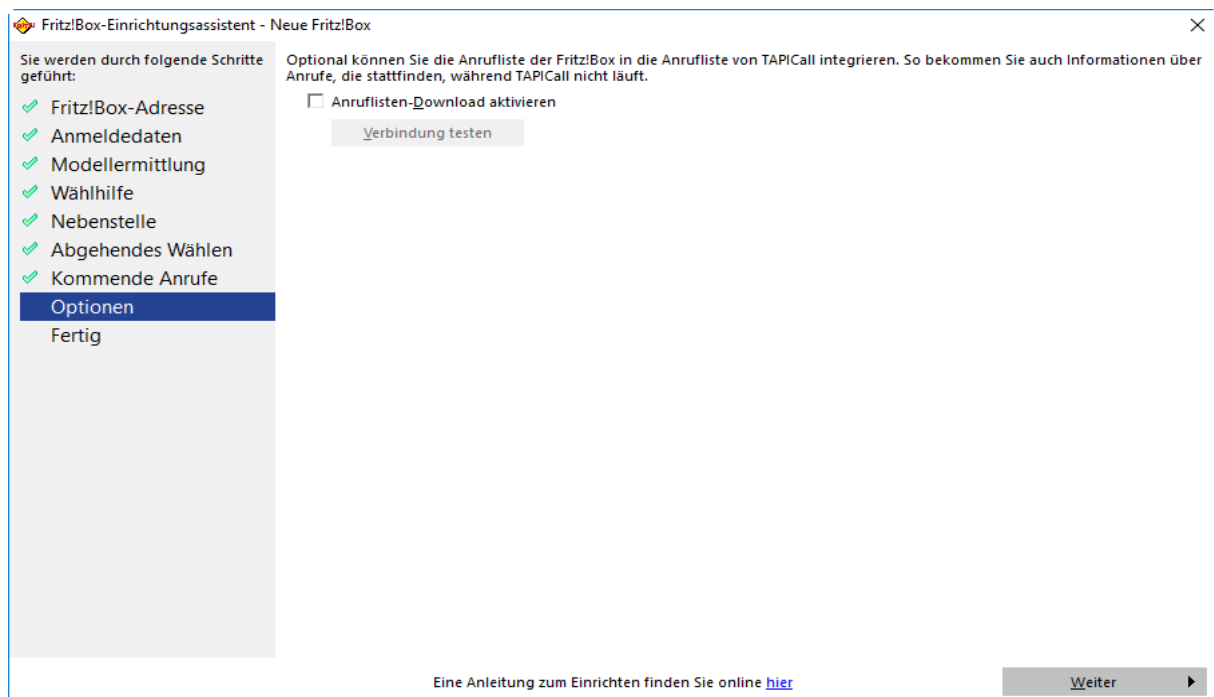 Fritz!Box-Einrichtungsassistent - Neue Fritz!Box
Sie werden durch folgende Schritte
geführt:
Fritz!Box-Adresse
Anmeldedaten
Modellermittlung
Wählhilfe
Nebenstelle
Abgehendes Wählen
Kommende Anrufe
Optionen
Fertig
Optional können Sie die Anrufliste der Fritz!Box in die Anrufliste von TAPICall integrieren. So bekommen Sie auch Informationen über
Anrufe, die stattfinden, während TAPICall nicht läuft.
Anruflisten-Download aktivieren
Verbindung testen
Eine Anleitung zum Einrichten finden Sie online hier
Weiter